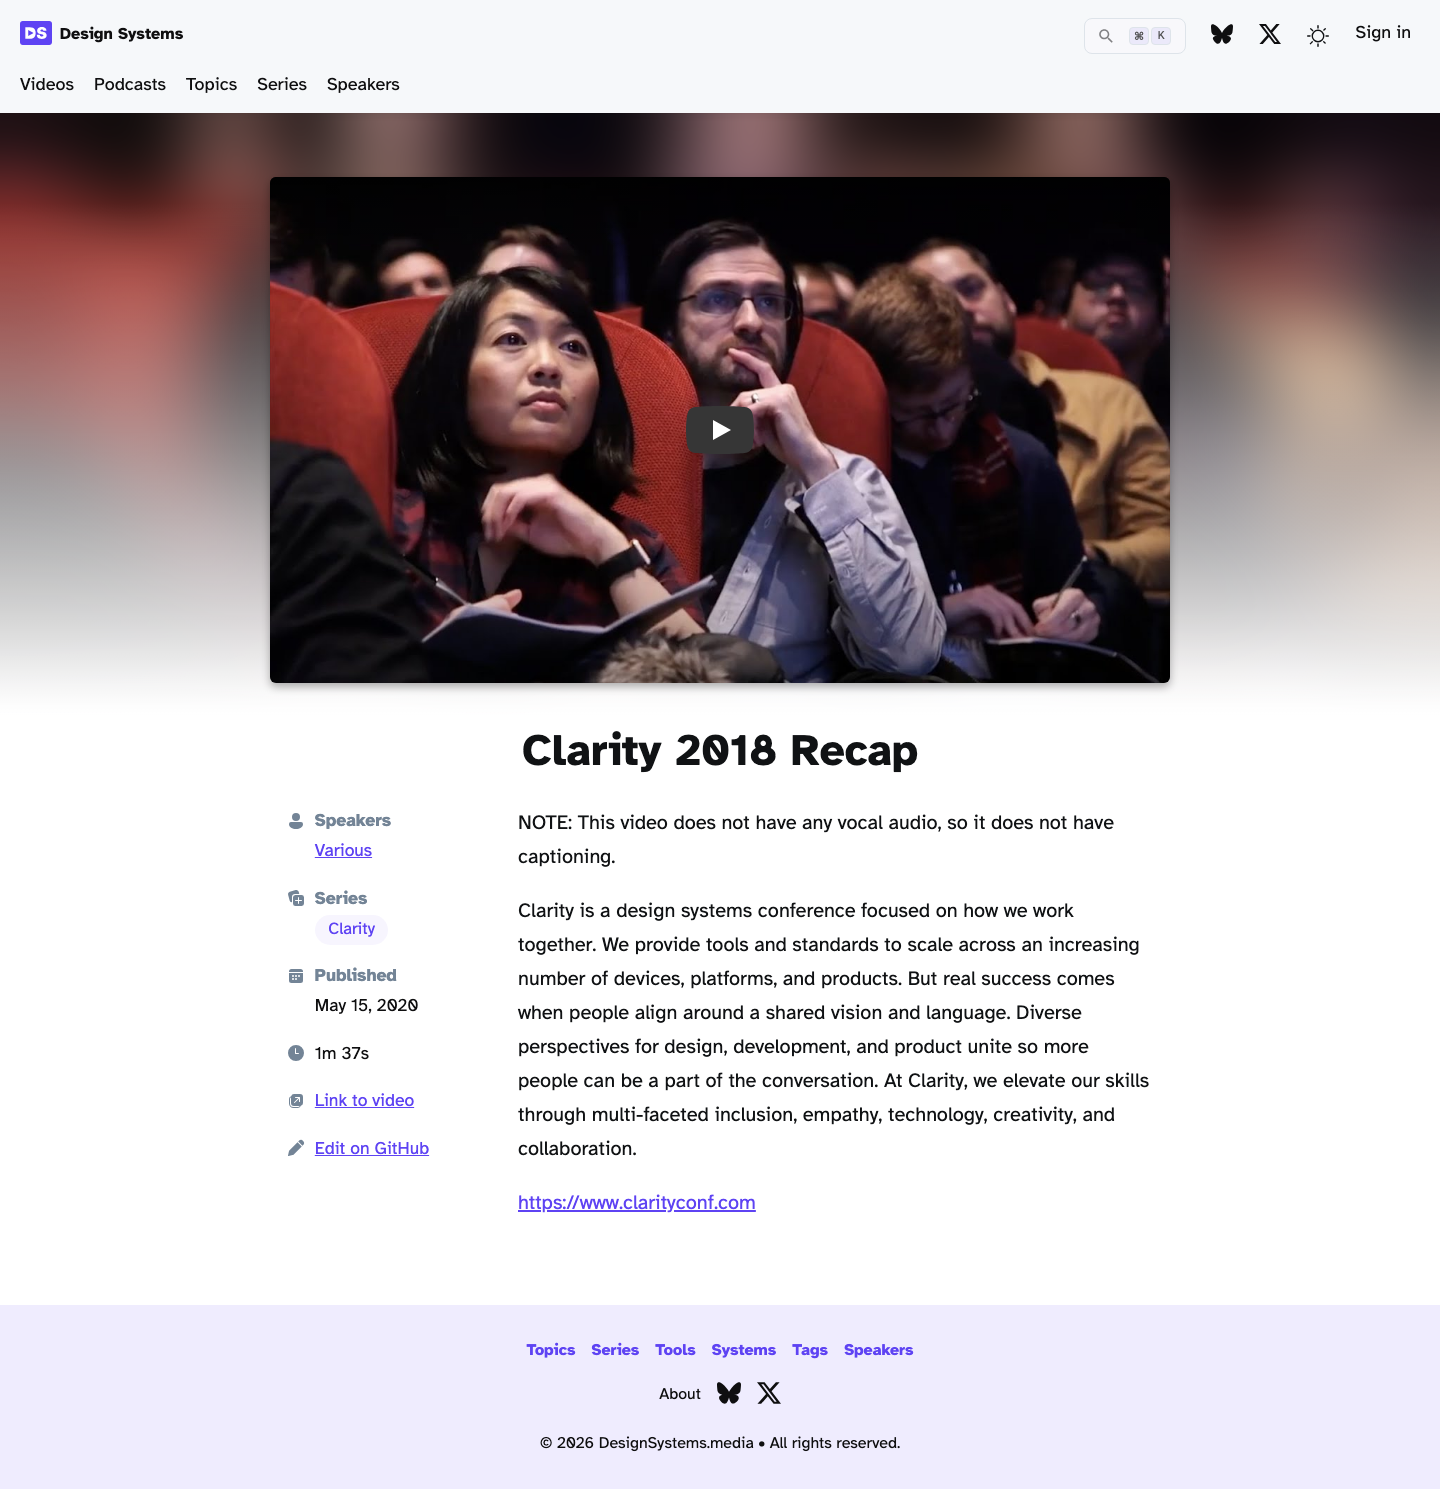 DS Design Systems
⌘ K
Sign in
Videos Podcasts Topics Series Speakers
Clarity 2018 Recap
Speakers
Various
Series
Clarity
Published
May 15, 2020
1m 37s
Link to video
Edit on GitHub
NOTE: This video does not have any vocal audio, so it does not have
captioning.
Clarity is a design systems conference focused on how we work
together. We provide tools and standards to scale across an increasing
number of devices, platforms, and products. But real success comes
when people align around a shared vision and language. Diverse
perspectives for design, development, and product unite so more
people can be a part of the conversation. At Clarity, we elevate our skills
through multi-faceted inclusion, empathy, technology, creativity, and
collaboration.
https://www.clarityconf.com
Topics Series Tools Systems Tags Speakers
About
© 2026 DesignSystems.media • All rights reserved.